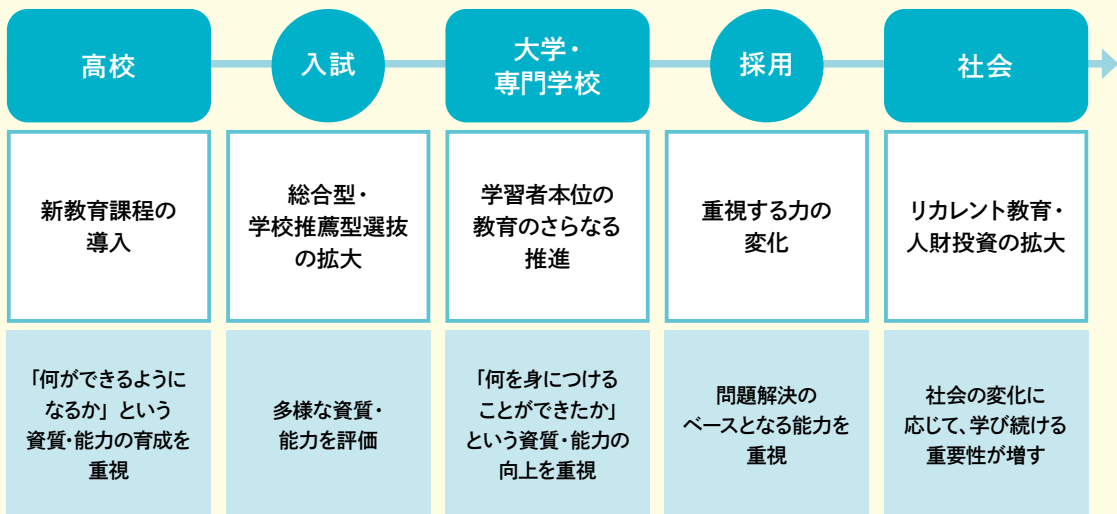 高校
入試
大学・
専門学校
採用
社会
新教育課程の
導入
総合型・
学校推薦型選抜
の拡大
学習者本位の
教育のさらなる
推進
重視する力の
変化
リカレント教育・
人財投資の拡大
「何ができるように
なるか」という
資質・能力の育成を
重視
多様な資質・
能力を評価
「何を身につける
ことができたか」
という資質・能力の
向上を重視
問題解決の
ベースとなる能力を
重視
社会の変化に
応じて、学び続ける
重要性が増す